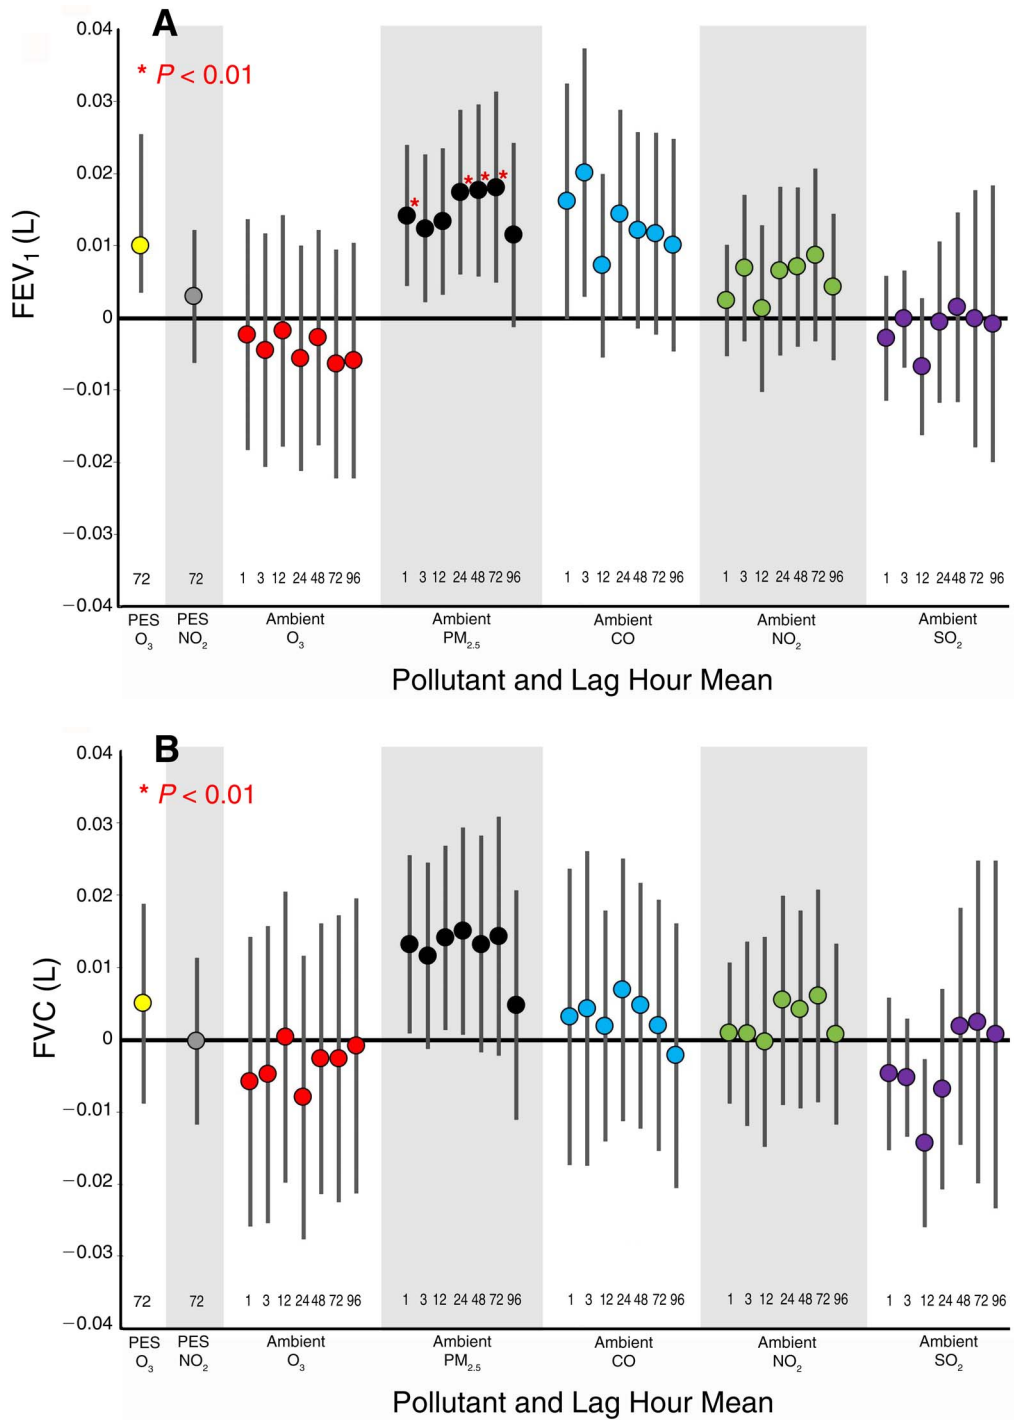 A
* P < 0.01
0.04
0.03
0.02
0.01
0
−0.01
−0.02
−0.03
−0.04
FEV₁ (L)
72 72 1 3 12 24 48 72 96 1 3 12 24 48 72 96 1 3 12 24 48 72 96 1 3 12 24 48 72 96 1 3 12 24 48 72 96
PES PES Ambient Ambient Ambient Ambient Ambient
O₃ NO₂ O₃ PM₂.₅ CO NO₂ SO₂
Pollutant and Lag Hour Mean
B
* P < 0.01
0.04
0.03
0.02
0.01
0
−0.01
−0.02
−0.03
−0.04
FVC (L)
72 72 1 3 12 24 48 72 96 1 3 12 24 48 72 96 1 3 12 24 48 72 96 1 3 12 24 48 72 96 1 3 12 24 48 72 96
PES PES Ambient Ambient Ambient Ambient Ambient
O₃ NO₂ O₃ PM₂.₅ CO NO₂ SO₂
Pollutant and Lag Hour Mean